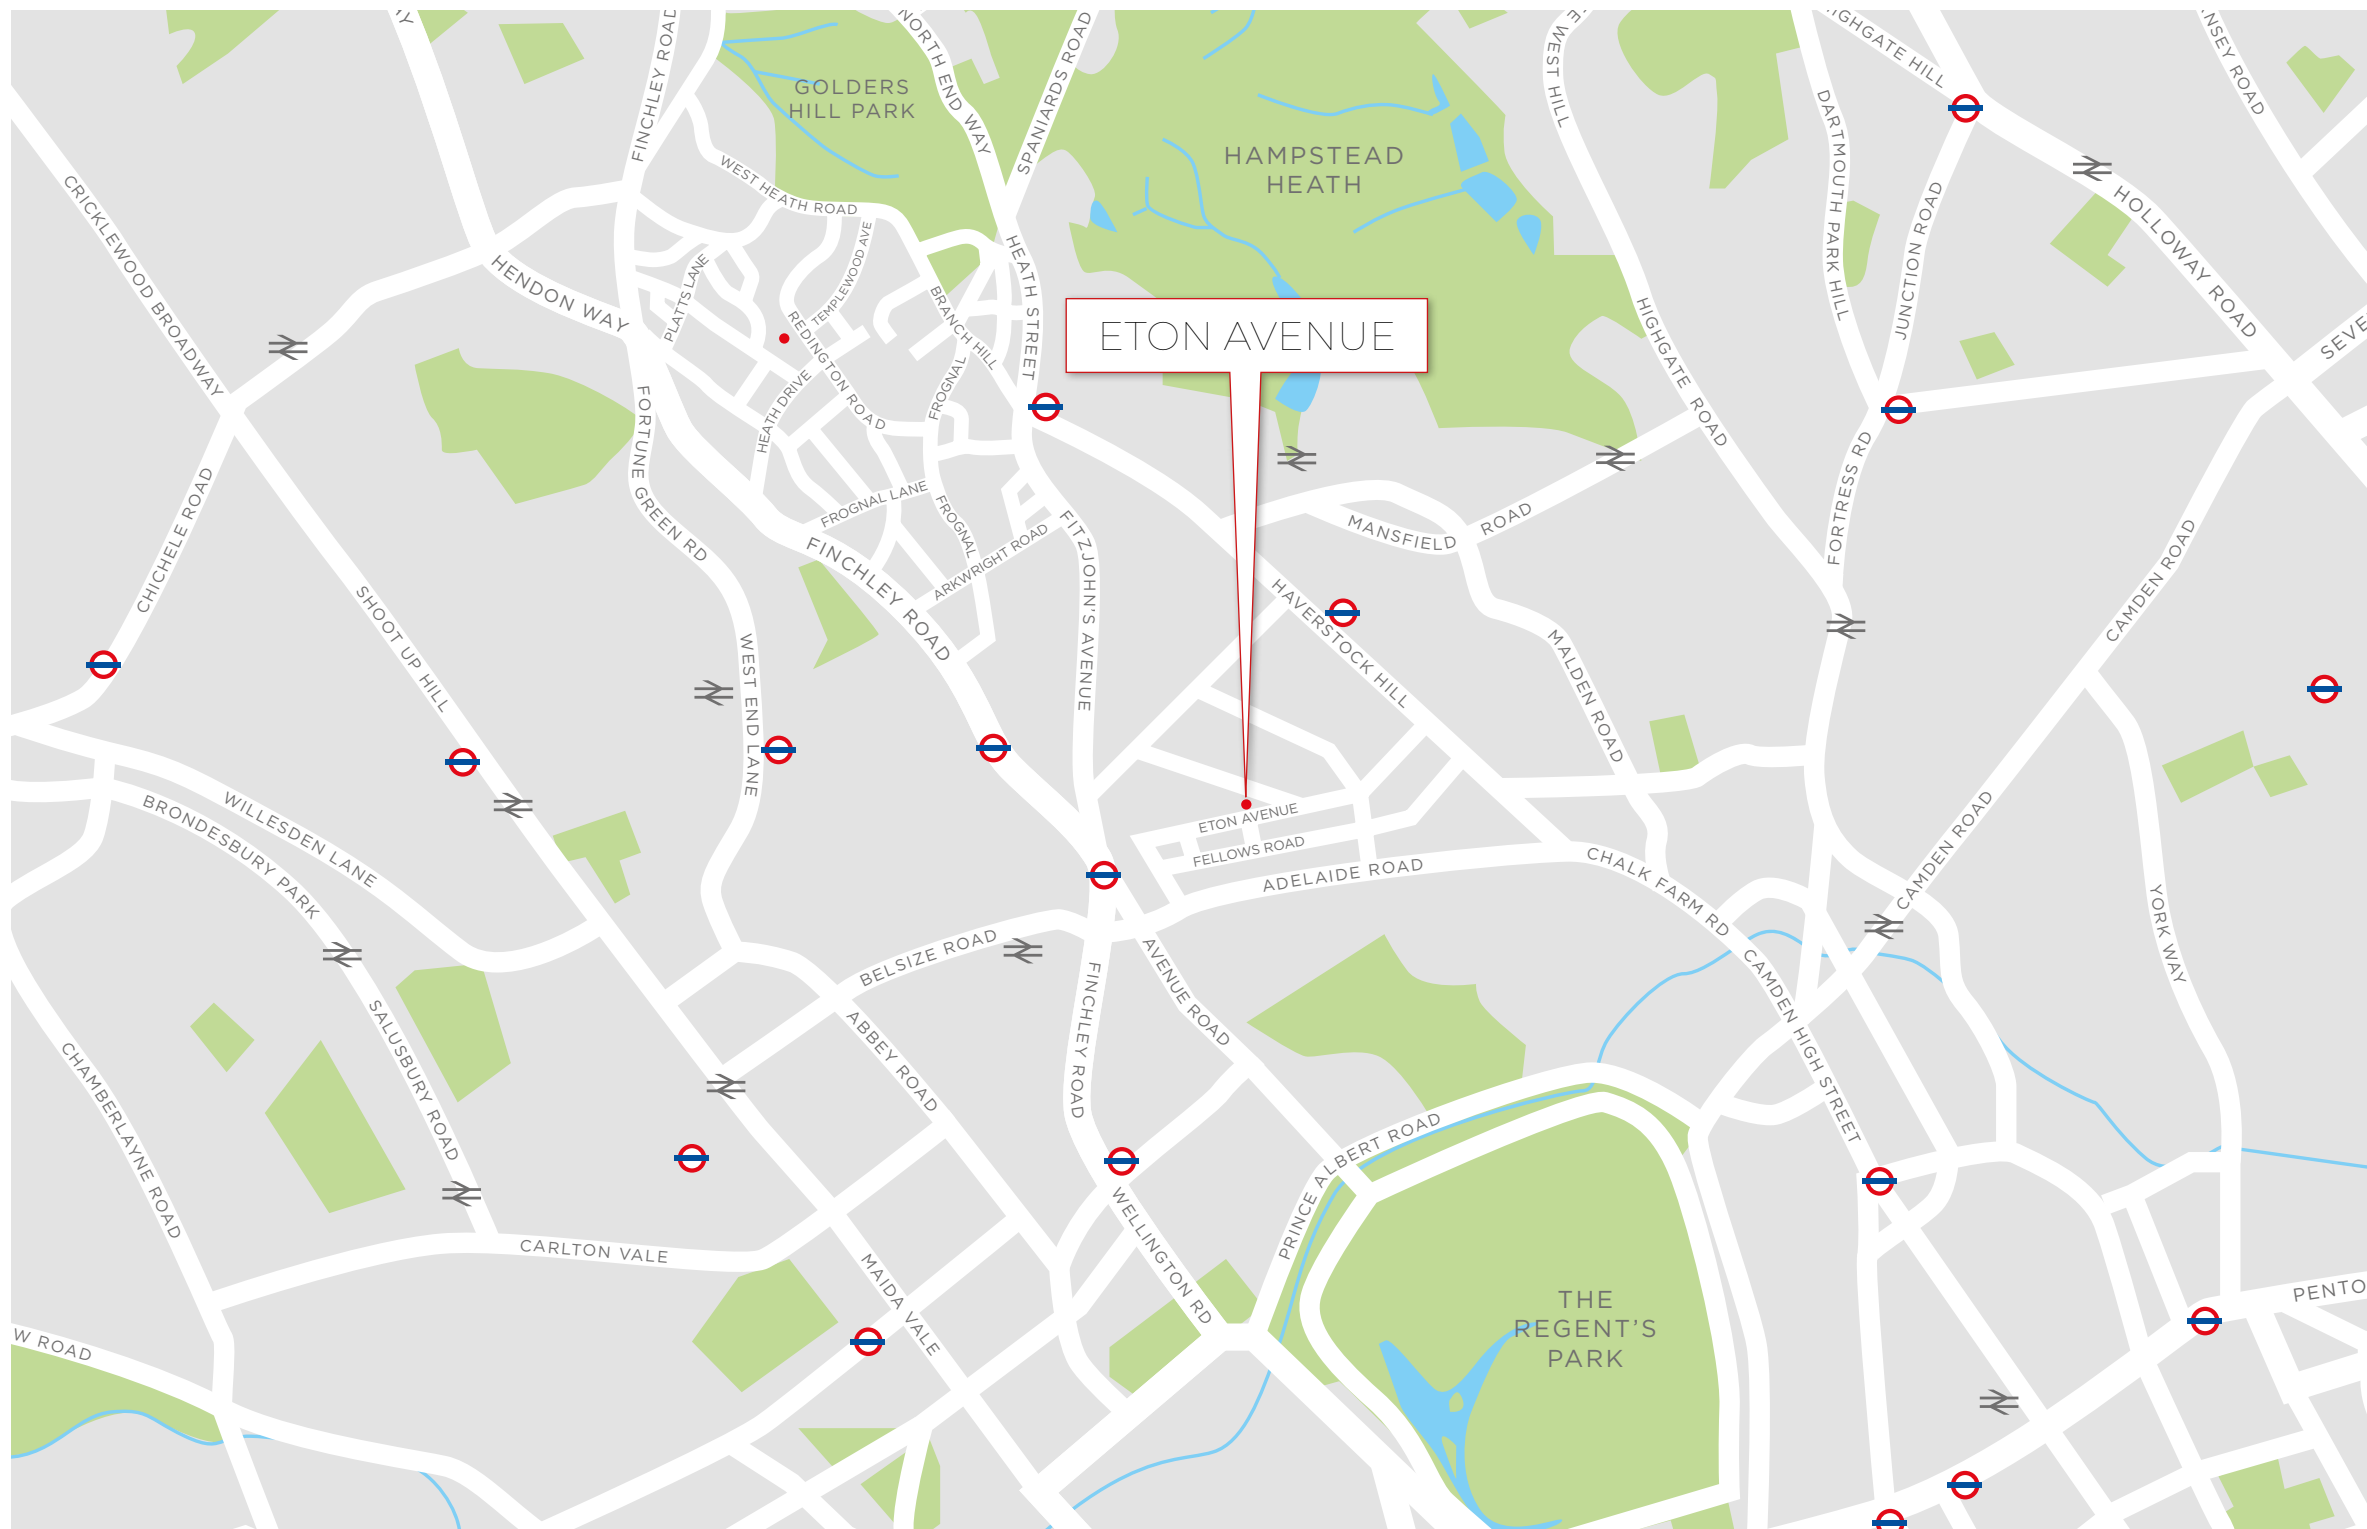 FINCHLEY ROAD
NORTH END WAY
SPANIARDS ROAD
WEST HILL
HIGHGATE HILL
NSEY ROAD
GOLDERS
HILL PARK
HAMPSTEAD
HEATH
DARTMOUTH PARK HILL
JUNCTION ROAD
HOLLOWAY ROAD
CRICKLEWOOD BROADWAY
WEST HEATH ROAD
TEMPLEWOOD AVE
PLATTS LANE
HENDON WAY
HEATH STREET
BRANCH HILL
REDINGTON ROAD
HEATH DRIVE
FROGNAL
ETON AVENUE
HIGHGATE ROAD
SEVE
FORTUNE GREEN RD
CHICHELE ROAD
FROGNAL LANE
FROGNAL
ARKWRIGHT ROAD
FITZJOHN'S AVENUE
FINCHLEY ROAD
MANSFIELD ROAD
FORTRESS RD
CAMDEN ROAD
SHOOT UP HILL
HAVERSTOCK HILL
MALDEN ROAD
WEST END LANE
WILLESDEN LANE
BRONDESBURY PARK
ETON AVENUE
FELLOWS ROAD
ADELAIDE ROAD
CHALK FARM RD
CAMDEN ROAD
YORK WAY
BELSIZE ROAD
AVENUE ROAD
FINCHLEY ROAD
CAMDEN HIGH STREET
SALUSBURY ROAD
ABBEY ROAD
CHAMBERLAYNE ROAD
PRINCE ALBERT ROAD
CARLTON VALE
WELLINGTON RD
MAIDA VALE
THE
REGENT'S
PARK
PENTO
W ROAD